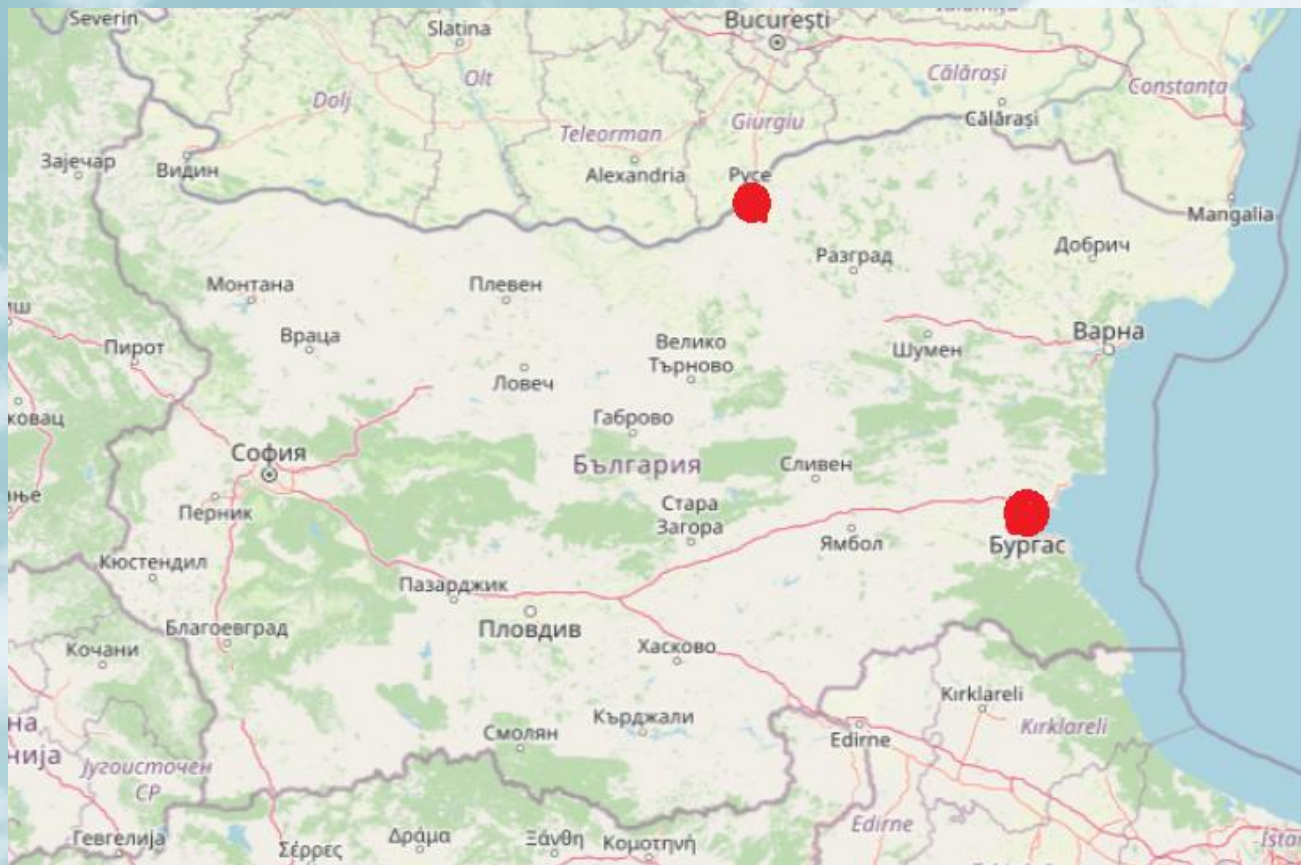 Severin
Slatina
București
Olt
Dolj
Călărași
Constanța
Зајечар
Видин
Teleorman
Giurgiu
Călărași
Alexandria
Русе
Mangalia
Разград
Добрич
Монтана
Плевен
Враца
Велико
Търново
Варна
Шумен
Пирот
Ловеч
ковац
Габрово
София
България
Сливен
Стара
Загора
Перник
Ямбол
Бургас
Кюстендил
Пазарджик
Благоевград
Пловдив
Кочани
Хасково
Kırklareli
Кърджали
Kırklareli
Смолян
Edirne
Југоисточен
СР
Гевгелија
Σέρρες
Δράμα
Ξάνθη
Κομοτηνή
Edirne